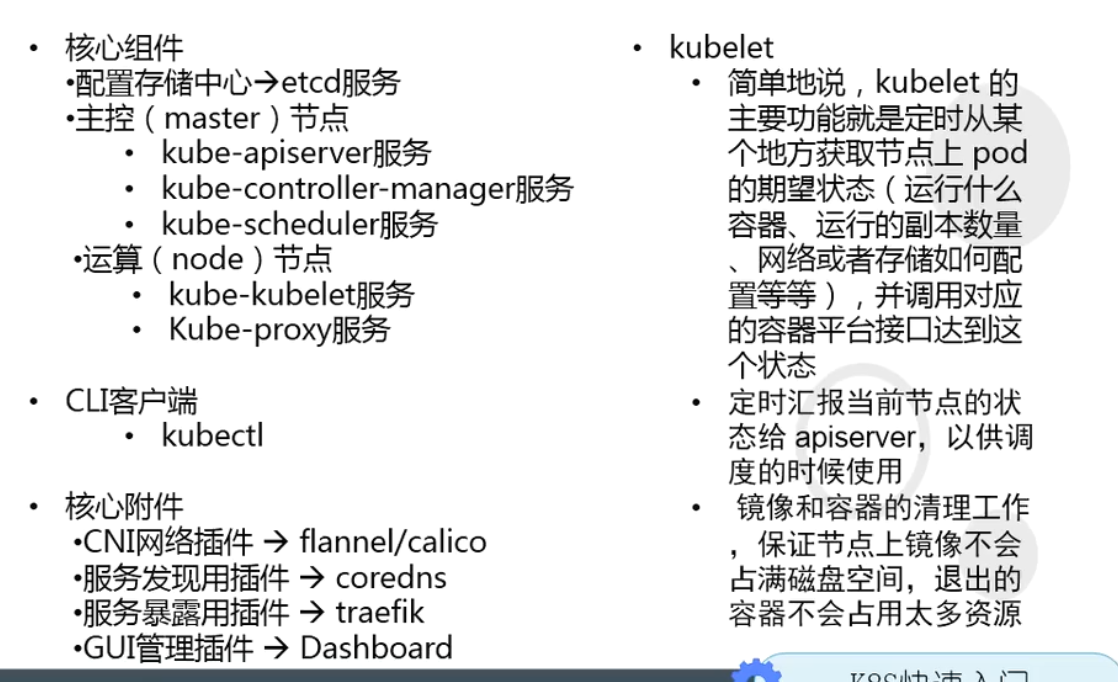 • 核心组件
•配置存储中心→etcd服务
•主控（master）节点
• kube-apiserver服务
• kube-controller-manager服务
• kube-scheduler服务
•运算（node）节点
• kube-kubelet服务
• Kube-proxy服务
• CLI客户端
• kubectl
• 核心附件
•CNI网络插件 → flannel/calico
•服务发现用插件 → coredns
•服务暴露用插件 → traefik
•GUI管理插件 → Dashboard
• kubelet
• 简单地说，kubelet 的
主要功能就是定时从某
个地方获取节点上 pod
的期望状态（运行什么
容器、运行的副本数量
、网络或者存储如何配
置等等），并调用对应
的容器平台接口达到这
个状态
• 定时汇报当前节点的状
态给 apiserver，以供调
度的时候使用
• 镜像和容器的清理工作
，保证节点上镜像不会
占满磁盘空间，退出的
容器不会占用太多资源
K8S快速入门